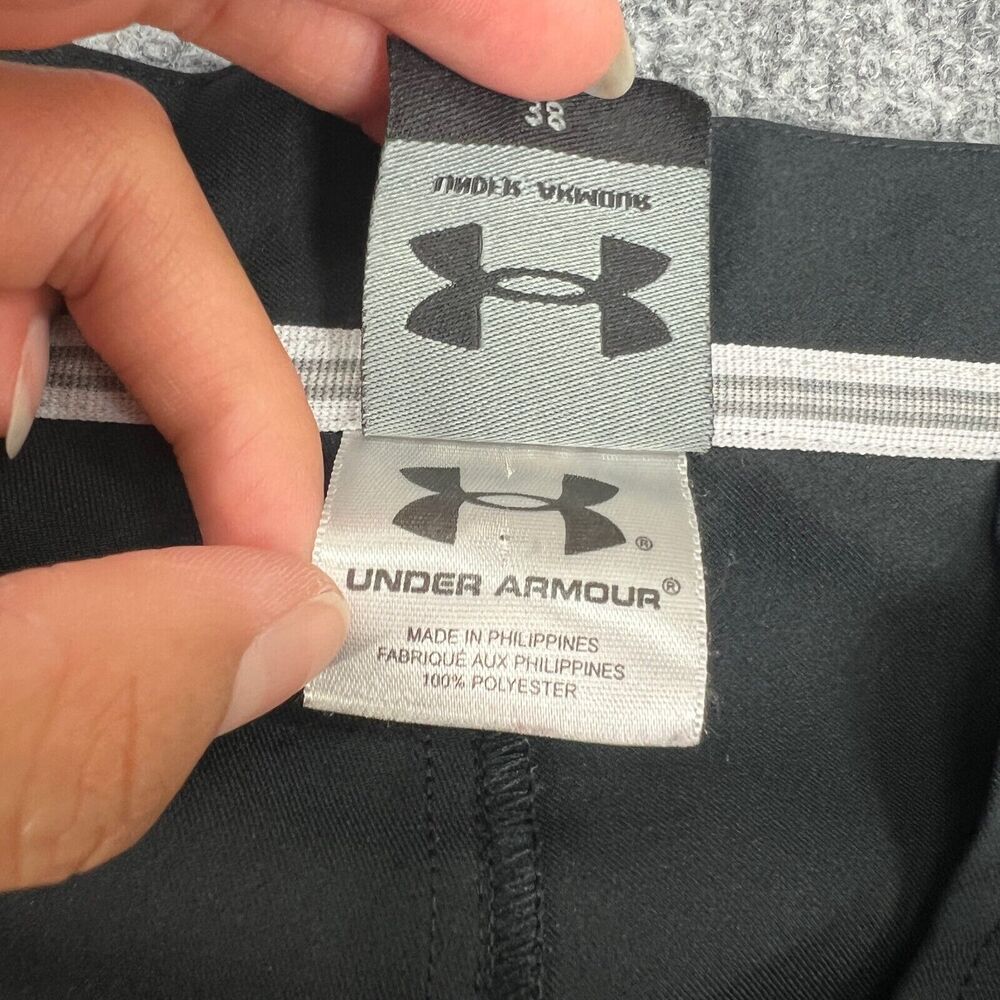 38
UNDER ARMOUR
®
UNDER ARMOUR®
MADE IN PHILIPPINES
FABRIQUÉ AUX PHILIPPINES
100% POLYESTER